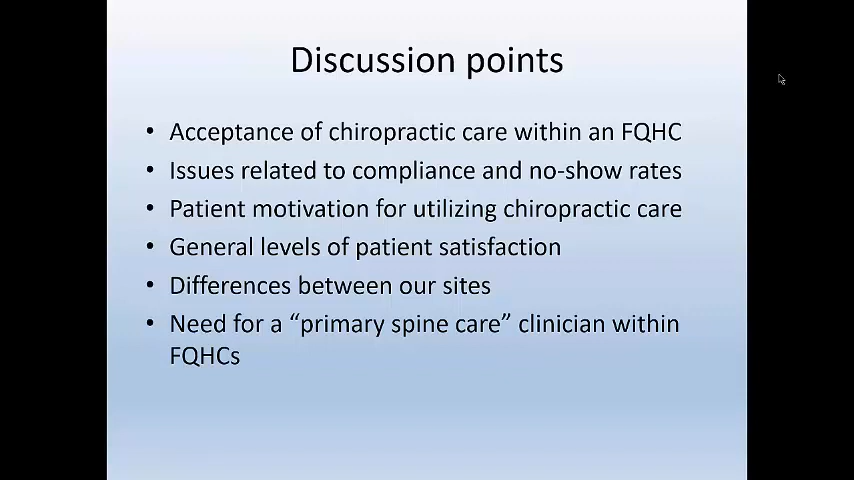 Discussion points
• Acceptance of chiropractic care within an FQHC
• Issues related to compliance and no-show rates
• Patient motivation for utilizing chiropractic care
• General levels of patient satisfaction
• Differences between our sites
• Need for a “primary spine care” clinician within
FQHCs